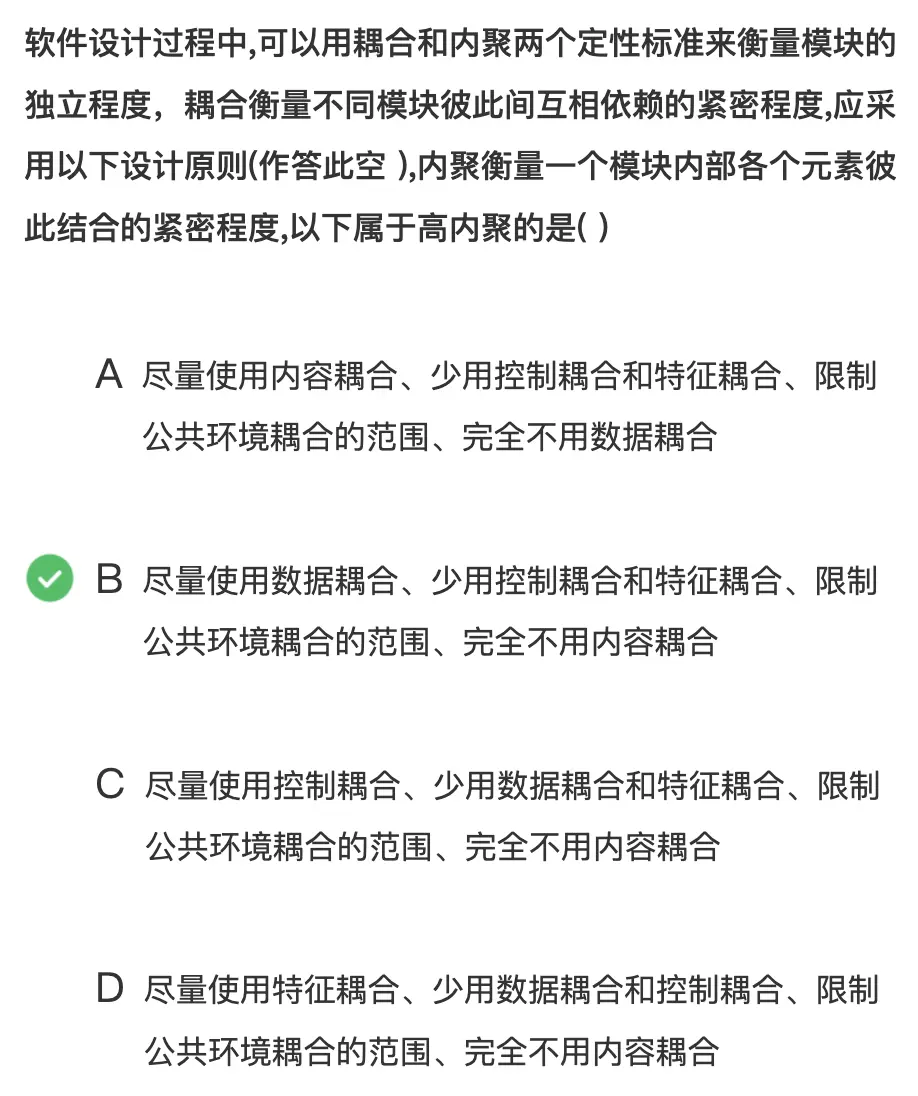 软件设计过程中,可以用耦合和内聚两个定性标准来衡量模块的
独立程度，耦合衡量不同模块彼此间互相依赖的紧密程度,应采
用以下设计原则(作答此空 ),内聚衡量一个模块内部各个元素彼
此结合的紧密程度,以下属于高内聚的是( )
A 尽量使用内容耦合、少用控制耦合和特征耦合、限制
公共环境耦合的范围、完全不用数据耦合
B 尽量使用数据耦合、少用控制耦合和特征耦合、限制
公共环境耦合的范围、完全不用内容耦合
C 尽量使用控制耦合、少用数据耦合和特征耦合、限制
公共环境耦合的范围、完全不用内容耦合
D 尽量使用特征耦合、少用数据耦合和控制耦合、限制
公共环境耦合的范围、完全不用内容耦合